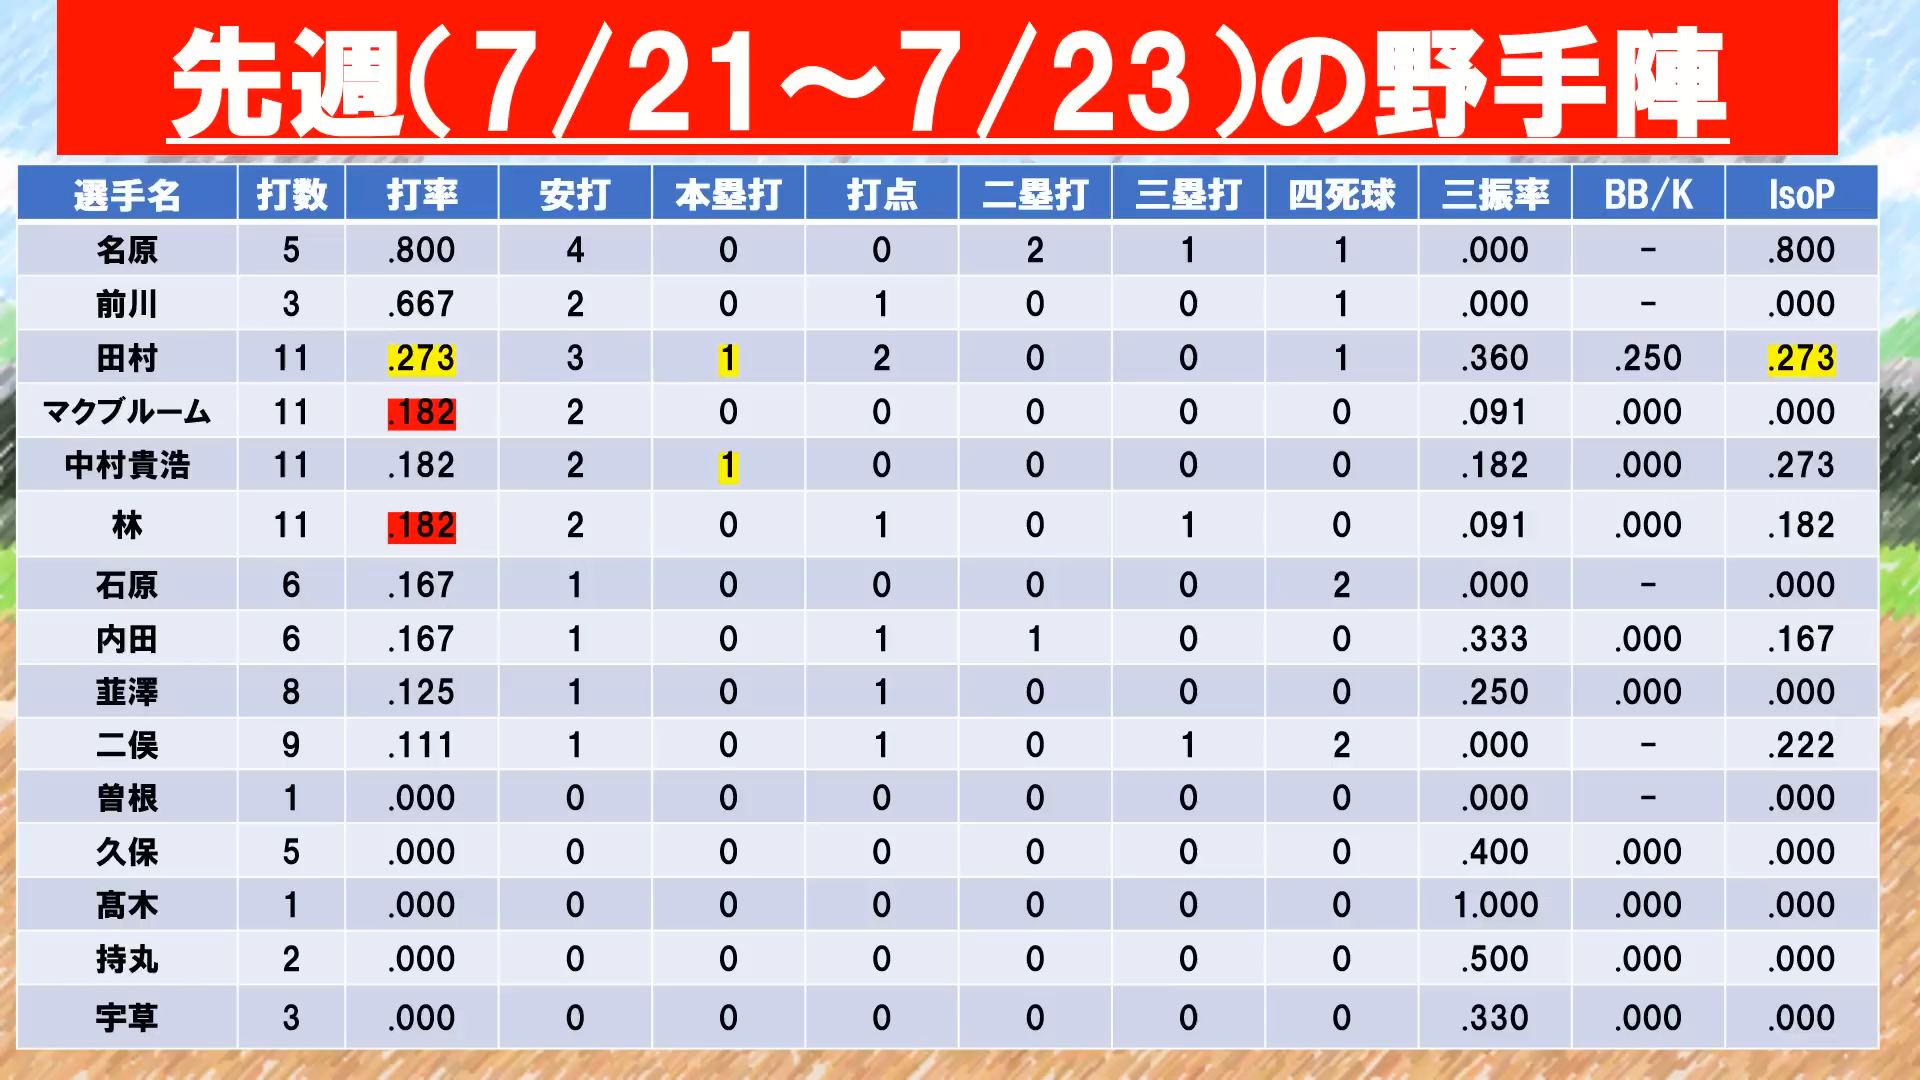 先週(7/21～7/23)の野手陣
選手名 打数 打率 安打 本塁打 打点 二塁打 三塁打 四死球 三振率 BB/K IsoP
名原 5 .800 4 0 0 2 1 1 .000 - .800
前川 3 .667 2 0 1 0 0 1 .000 - .000
田村 11 .273 3 1 2 0 0 1 .360 .250 .273
マクブルーム 11 .182 2 0 0 0 0 0 .091 .000 .000
中村貴浩 11 .182 2 1 0 0 0 0 .182 .000 .273
林 11 .182 2 0 1 0 1 0 .091 .000 .182
石原 6 .167 1 0 0 0 0 2 .000 - .000
内田 6 .167 1 0 1 1 0 0 .333 .000 .167
韮澤 8 .125 1 0 1 0 0 0 .250 .000 .000
二俣 9 .111 1 0 1 0 1 2 .000 - .222
曽根 1 .000 0 0 0 0 0 0 .000 - .000
久保 5 .000 0 0 0 0 0 0 .400 .000 .000
髙木 1 .000 0 0 0 0 0 0 1.000 .000 .000
持丸 2 .000 0 0 0 0 0 0 .500 .000 .000
宇草 3 .000 0 0 0 0 0 0 .330 .000 .000